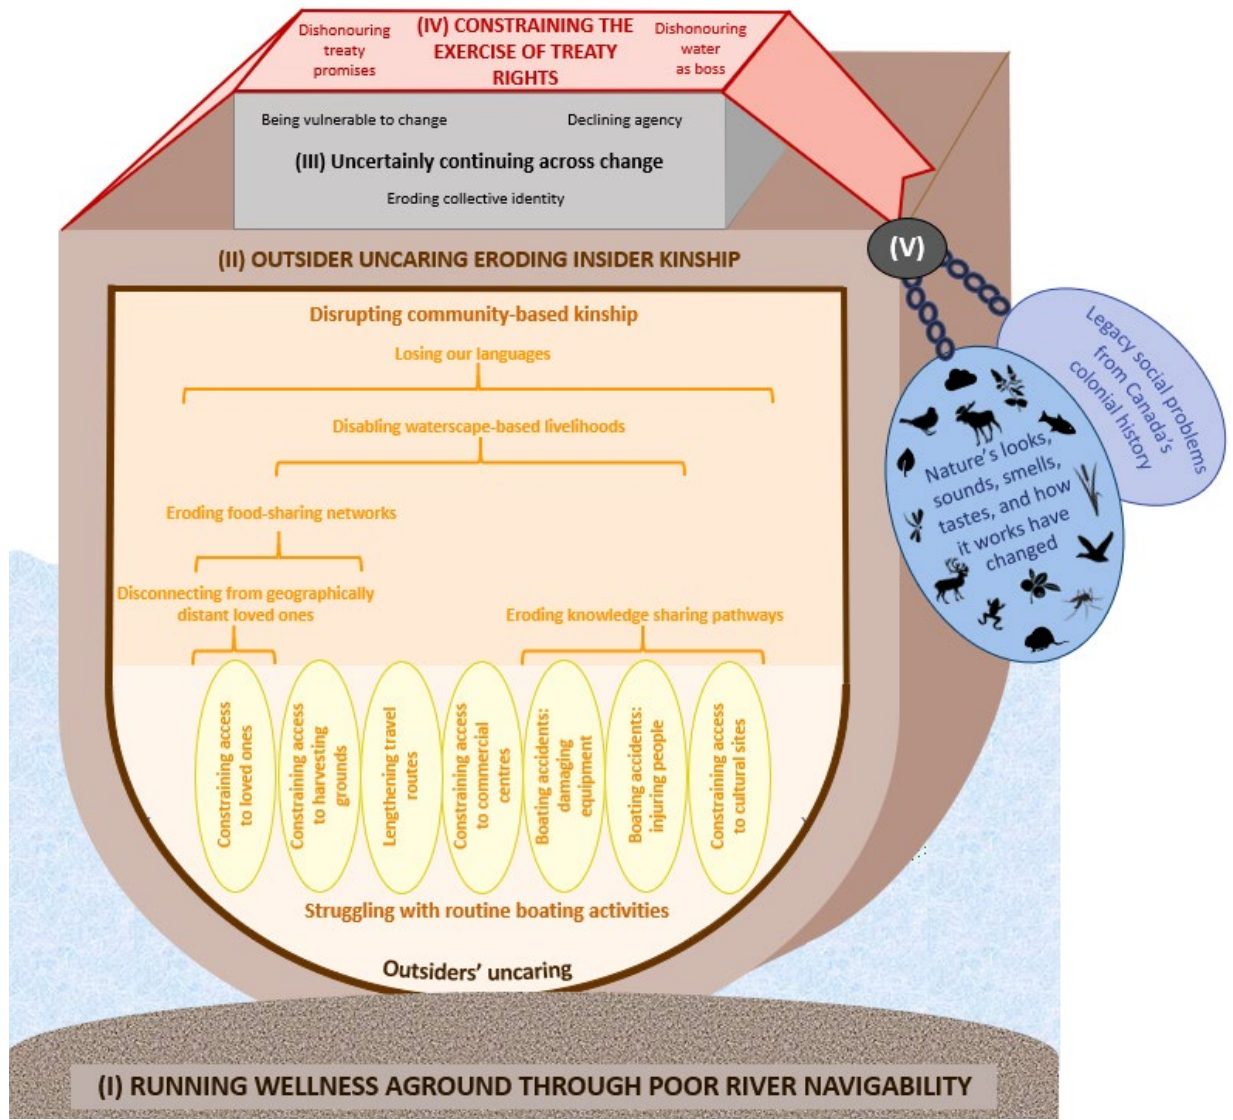 Dishonouring
treaty
promises
(IV) CONSTRAINING THE
EXERCISE OF TREATY
RIGHTS
Dishonouring
water
as boss
Being vulnerable to change
Declining agency
(III) Uncertainly continuing across change
Eroding collective identity
(V)
(II) OUTSIDER UNCARING ERODING INSIDER KINSHIP
Disrupting community-based kinship
Losing our languages
Disabling waterscape-based livelihoods
Eroding food-sharing networks
Disconnecting from geographically
distant loved ones
Eroding knowledge sharing pathways
Legacy social problems
from Canada's
colonial history
Nature's looks,
sounds, smells,
tastes, and how
it works have
changed
Constraining access
to loved ones
Constraining access
to harvesting
grounds
Lengthening travel
routes
Constraining access
to commercial
centres
Boating accidents:
damaging
equipment
Boating accidents:
injuring people
Constraining access
to cultural sites
Struggling with routine boating activities
Outsiders' uncaring
(I) RUNNING WELLNESS AGROUND THROUGH POOR RIVER NAVIGABILITY